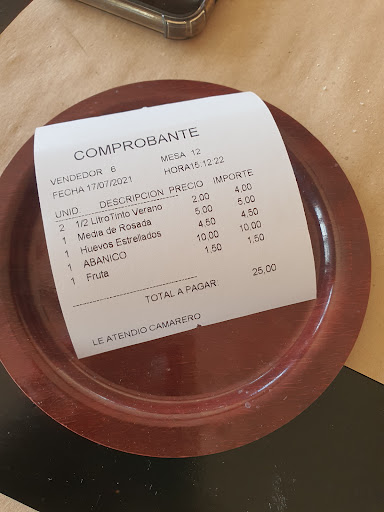 COMPROBANTE
VENDEDOR 6 MESA 12
FECHA 17/07/2021 HORA15.12.22
UNID. DESCRIPCION PRECIO IMPORTE
2 1/2 LitroTinto Verano 2,00 4,00
1 Media de Rosada 5,00 5,00
1 Huevos Estrellados 4,50 4,50
1 ABANICO 10,00 10,00
1 Fruta 1,50 1,50
TOTAL A PAGAR 25,00
LE ATENDIO CAMARERO